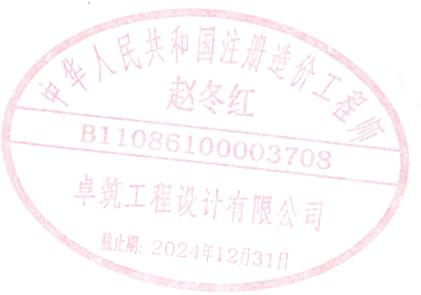 中华人民共和国注册造价工程师
赵冬红
B11086100003708
卓筑工程设计有限公司
截止期: 2024年12月31日